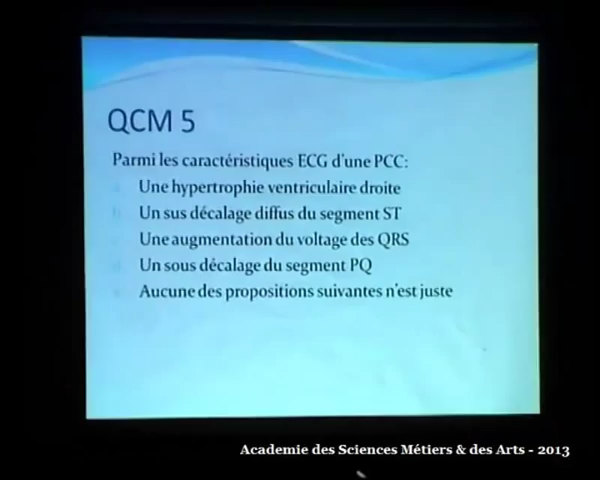 QCM 5
Parmi les caractéristiques ECG d'une PCC:
Une hypertrophie ventriculaire droite
Un sus décalage diffus du segment ST
Une augmentation du voltage des QRS
Un sous décalage du segment PQ
Aucune des propositions suivantes n'est juste
Academie des Sciences Métiers & des Arts - 2013